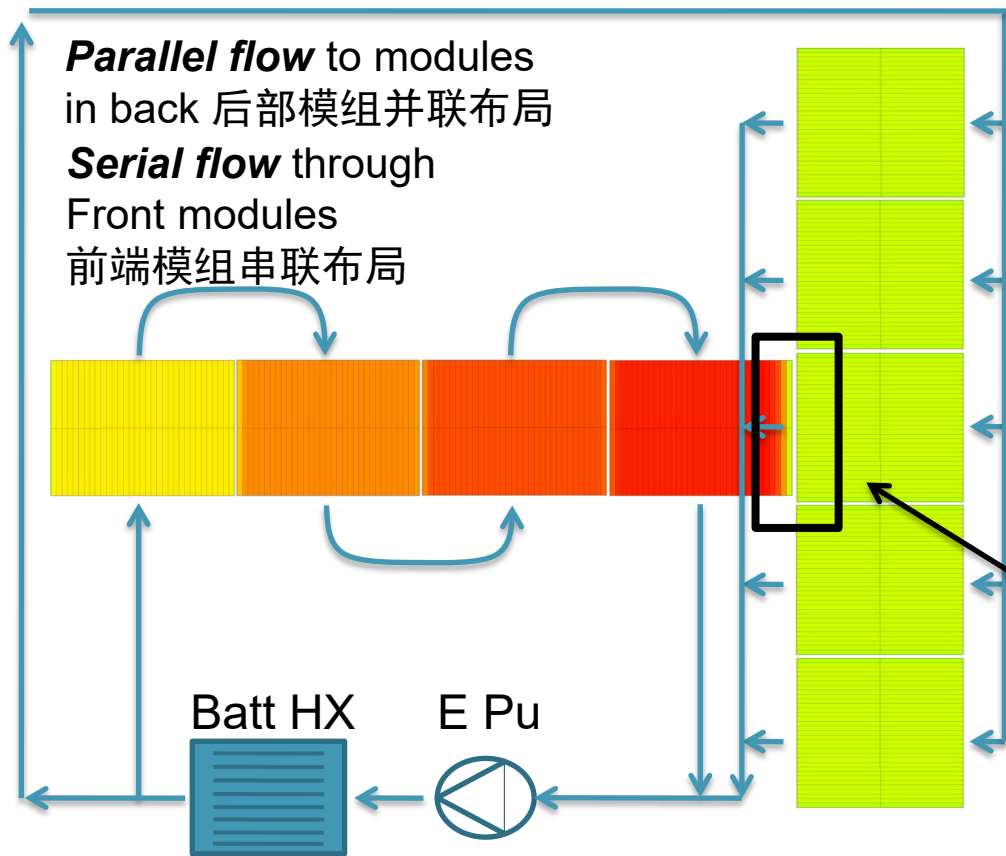 Parallel flow to modules
in back 后部模组并联布局
Serial flow through
Front modules
前端模组串联布局
Batt HX
E Pu